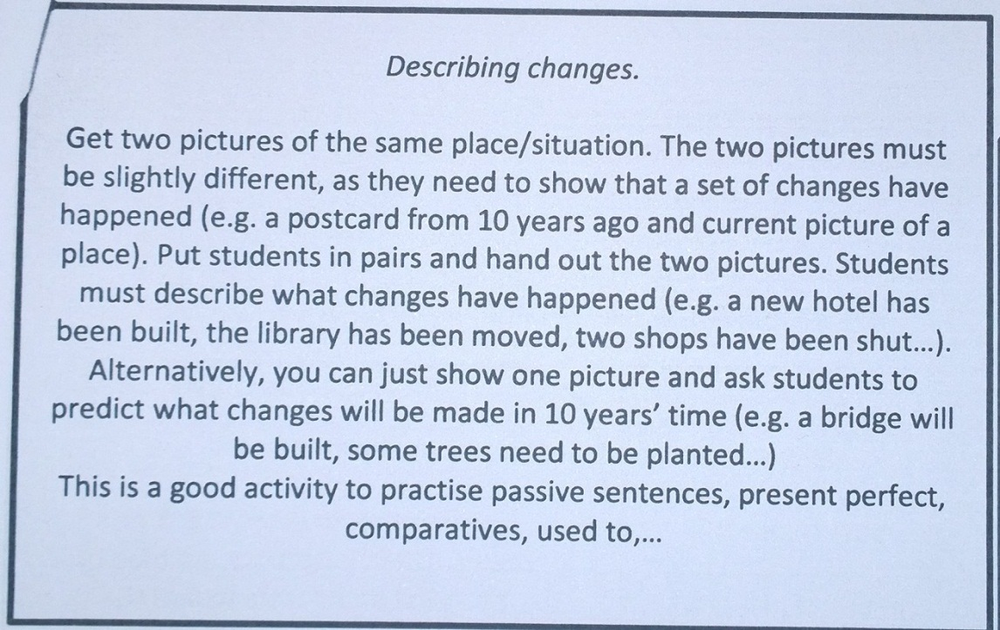 Describing changes.
Get two pictures of the same place/situation. The two pictures must
be slightly different, as they need to show that a set of changes have
happened (e.g. a postcard from 10 years ago and current picture of a
place). Put students in pairs and hand out the two pictures. Students
must describe what changes have happened (e.g. a new hotel has
been built, the library has been moved, two shops have been shut...).
Alternatively, you can just show one picture and ask students to
predict what changes will be made in 10 years’ time (e.g. a bridge will
be built, some trees need to be planted...)
This is a good activity to practise passive sentences, present perfect,
comparatives, used to,...